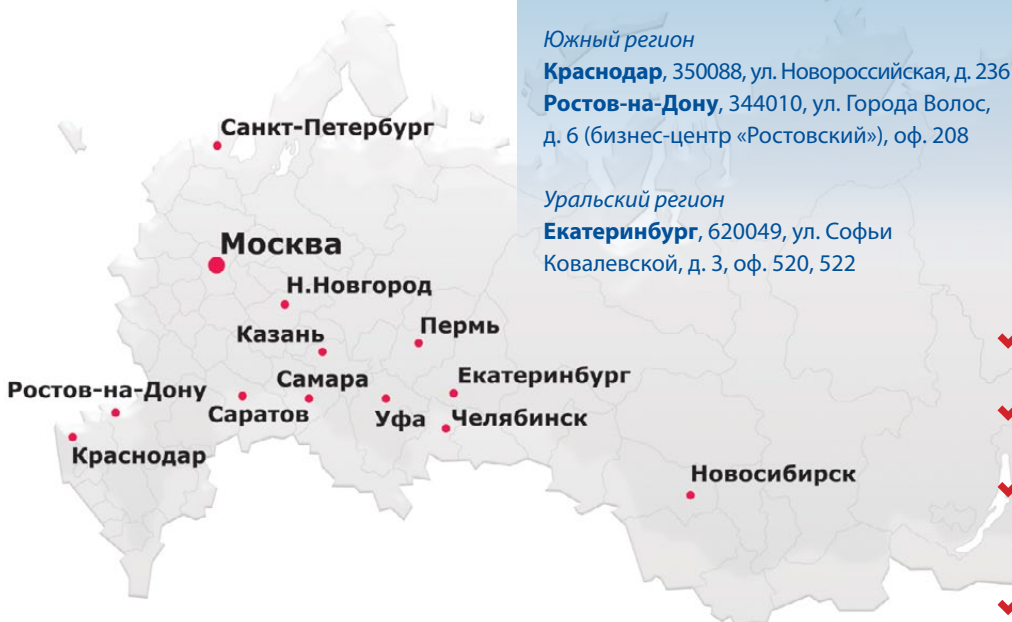 Южный регион
Краснодар, 350088, ул. Новороссийская, д. 236
Ростов-на-Дону, 344010, ул. Города Волос,
д. 6 (бизнес-центр «Ростовский»), оф. 208
Уральский регион
Екатеринбург, 620049, ул. Софьи
Ковалевской, д. 3, оф. 520, 522
Санкт-Петербург
Москва
Н.Новгород
Пермь
Казань
Екатеринбург
Самара
Ростов-на-Дону
Саратов
Уфа
Челябинск
Краснодар
Новосибирск